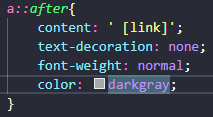 a::after{
    content: ' [link]';
    text-decoration: none;
    font-weight: normal;
    color: darkgray;
}